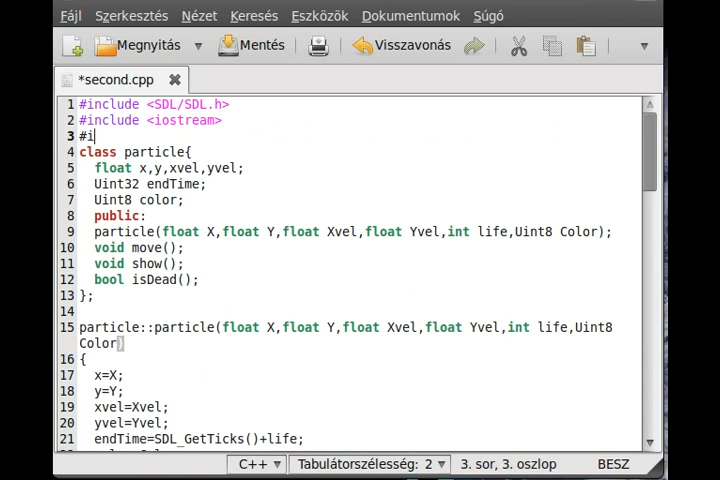 Fájl Szerkesztés Nézet Keresés Eszközök Dokumentumok Súgó
Megnyitás Mentés Visszavonás
*second.cpp
1 #include <SDL/SDL.h>
2 #include <iostream>
3 #i
4 class particle{
5 float x,y,xvel,yvel;
6 Uint32 endTime;
7 Uint8 color;
8 public:
9 particle(float X,float Y,float Xvel,float Yvel,int life,Uint8 Color);
10 void move();
11 void show();
12 bool isDead();
13 };
14
15 particle::particle(float X,float Y,float Xvel,float Yvel,int life,Uint8
Color)
16 {
17 x=X;
18 y=Y;
19 xvel=Xvel;
20 yvel=Yvel;
21 endTime=SDL_GetTicks()+life;
C++ Tabulátorszélesség: 2 3. sor, 3. oszlop BESZ